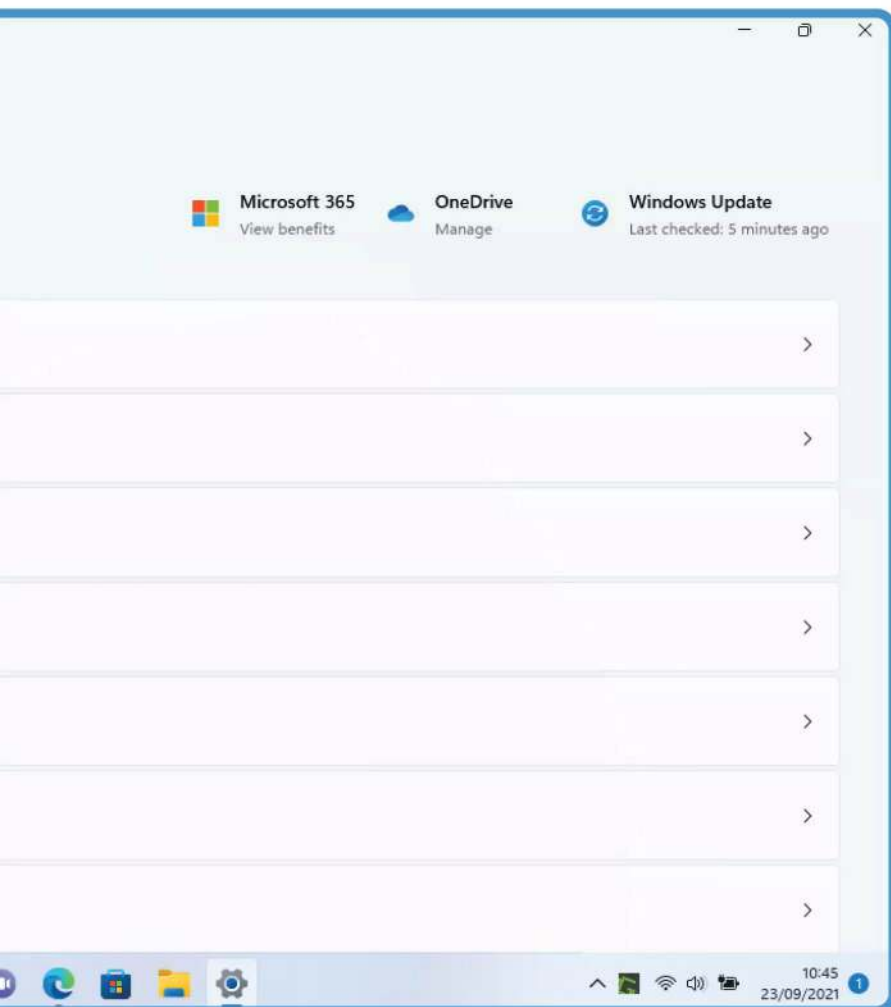 Microsoft 365
View benefits
OneDrive
Manage
Windows Update
Last checked: 5 minutes ago
10:45
23/09/2021
1